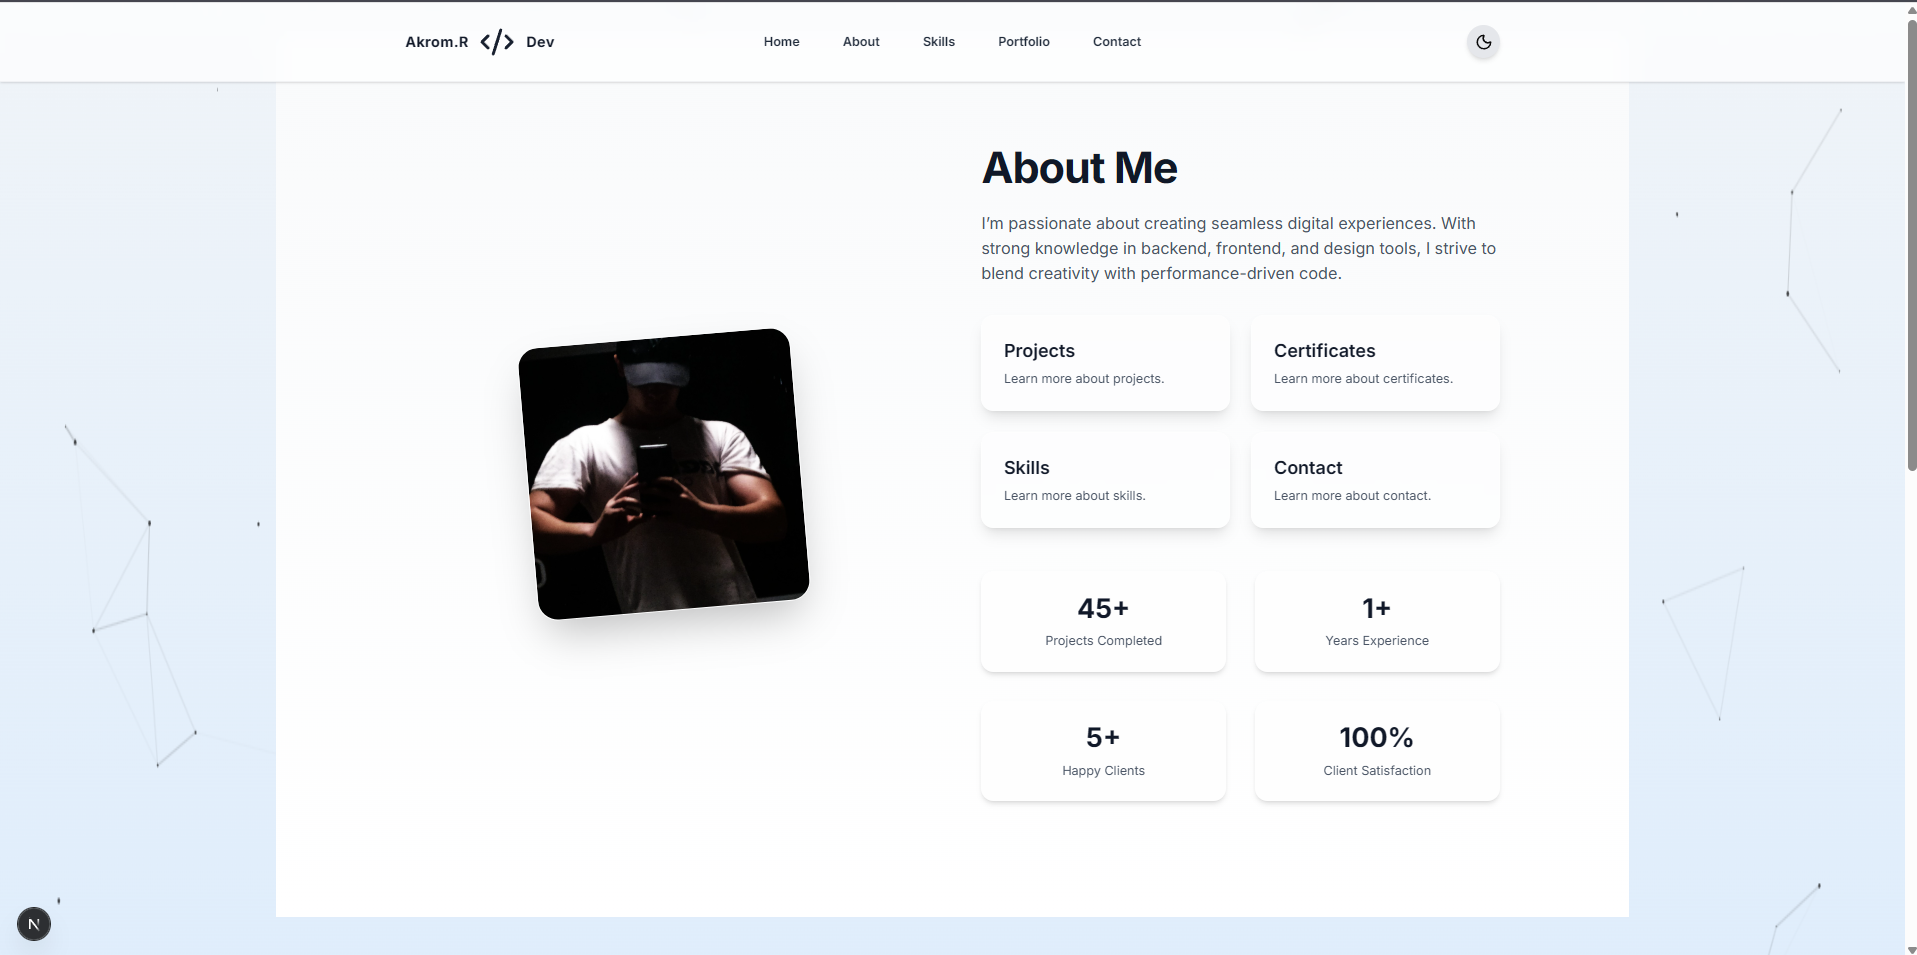 Akrom.R </> Dev
Home
About
Skills
Portfolio
Contact
About Me
I’m passionate about creating seamless digital experiences. With
strong knowledge in backend, frontend, and design tools, I strive to
blend creativity with performance-driven code.
Projects
Learn more about projects.
Certificates
Learn more about certificates.
Skills
Learn more about skills.
Contact
Learn more about contact.
45+
Projects Completed
1+
Years Experience
5+
Happy Clients
100%
Client Satisfaction
N